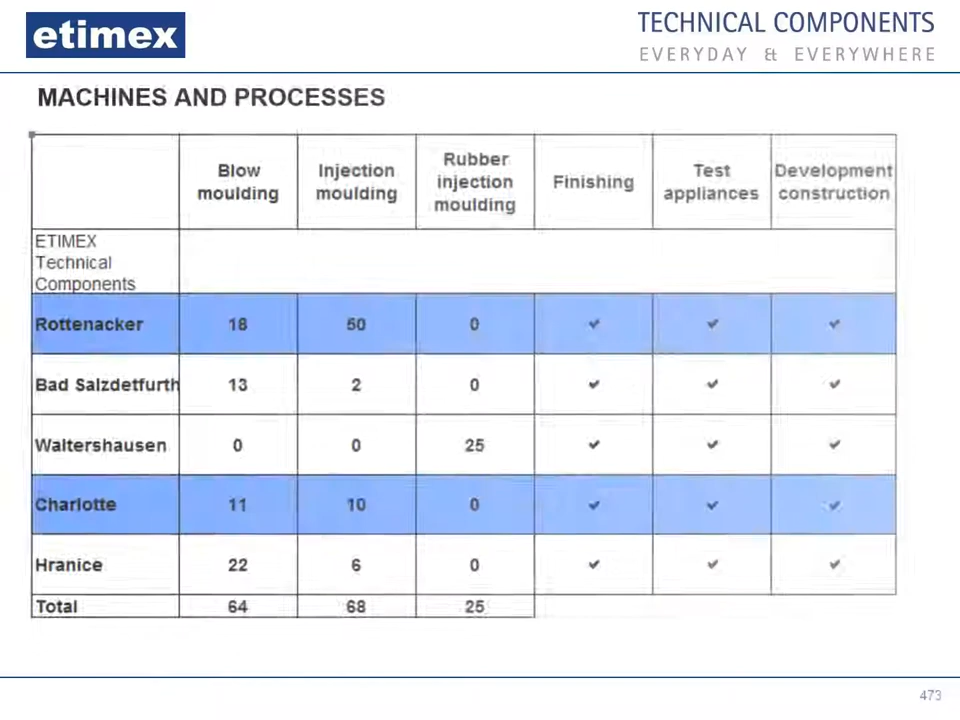 etimex
TECHNICAL COMPONENTS
EVERYDAY & EVERYWHERE
MACHINES AND PROCESSES
Blow moulding Injection moulding Rubber injection moulding Finishing Test appliances Development construction
ETIMEX
Technical
Components
Rottenacker 18 50 0 ✓ ✓ ✓
Bad Salzdetfurth 13 2 0 ✓ ✓ ✓
Waltershausen 0 0 25 ✓ ✓ ✓
Charlotte 11 10 0 ✓ ✓ ✓
Hranice 22 6 0 ✓ ✓ ✓
Total 64 68 25
473